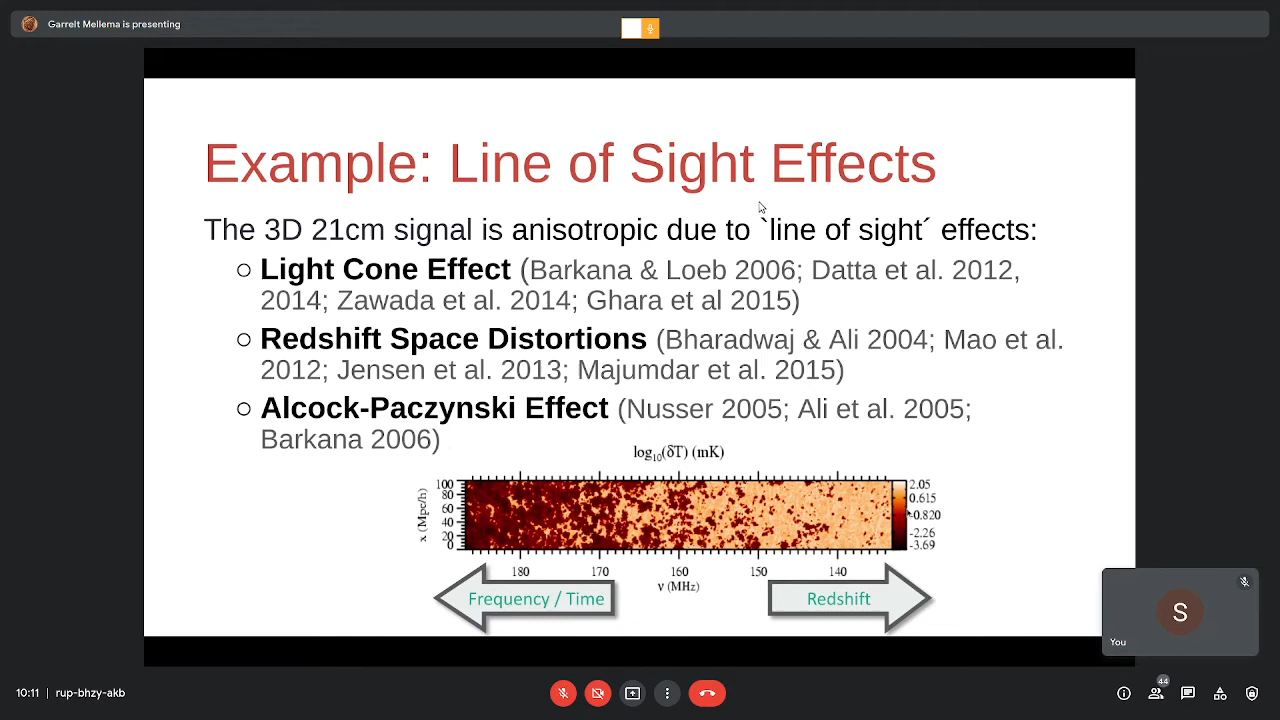 Garrelt Mellema is presenting
Example: Line of Sight Effects
The 3D 21cm signal is anisotropic due to `line of sight´ effects:
○ Light Cone Effect (Barkana & Loeb 2006; Datta et al. 2012,
2014; Zawada et al. 2014; Ghara et al 2015)
○ Redshift Space Distortions (Bharadwaj & Ali 2004; Mao et al.
2012; Jensen et al. 2013; Majumdar et al. 2015)
○ Alcock-Paczynski Effect (Nusser 2005; Ali et al. 2005;
Barkana 2006)
log10(δT) (mK)
x (Mpc/h)
100
80
60
40
20
0
2.05
0.615
-0.820
-2.26
-3.69
180 170 160 150 140
ν (MHz)
Frequency / Time
Redshift
S
You
10:11 | rup-bhzy-akb
44